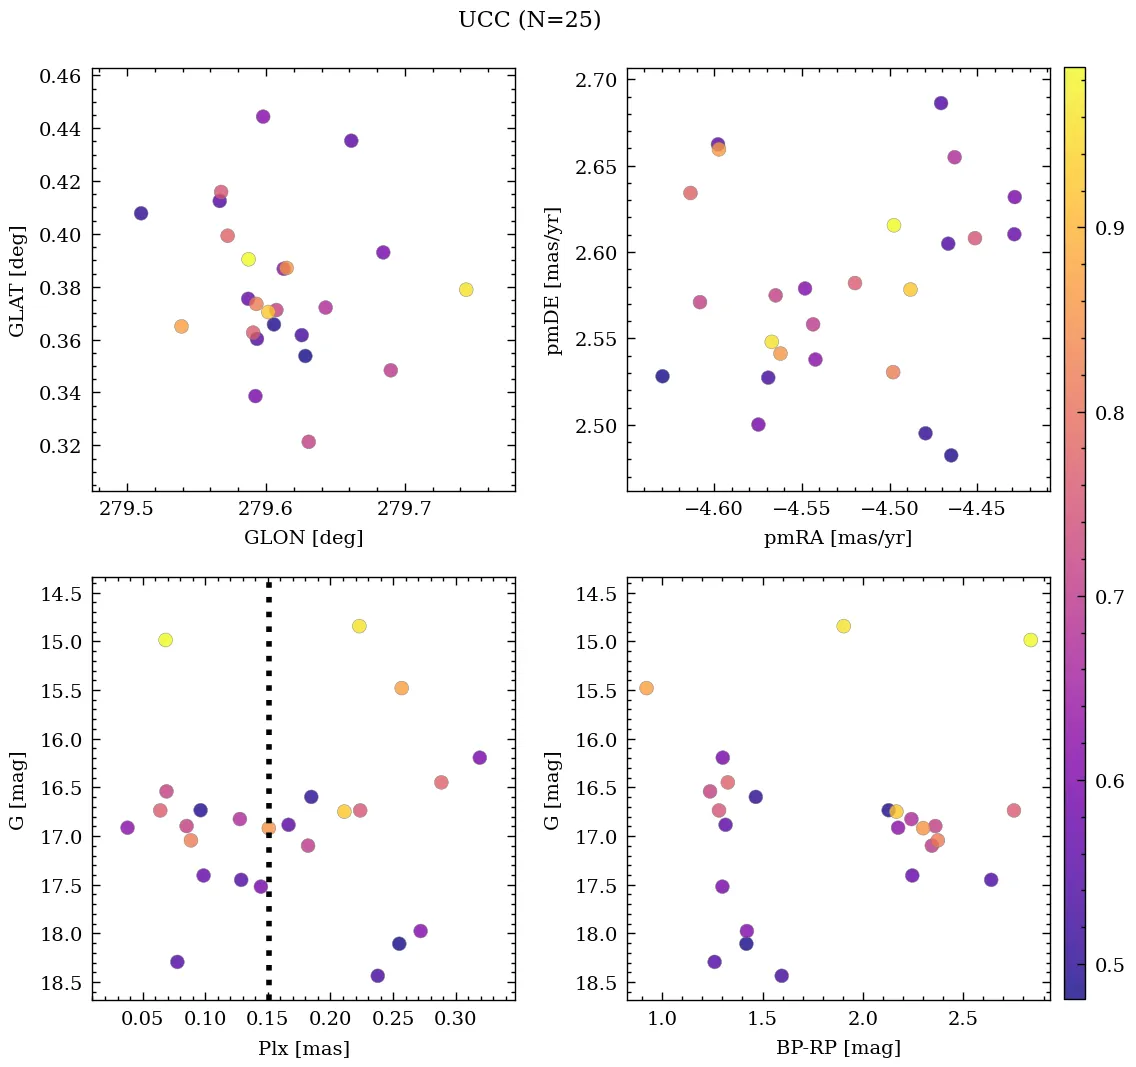 UCC (N=25)
0.46
0.44
0.42
0.40
0.38
0.36
0.34
0.32
GLAT [deg]
279.5 279.6 279.7
GLON [deg]
2.70
2.65
2.60
2.55
2.50
pmDE [mas/yr]
−4.60 −4.55 −4.50 −4.45
pmRA [mas/yr]
0.9
0.8
0.7
0.6
0.5
14.5
15.0
15.5
16.0
16.5
17.0
17.5
18.0
18.5
G [mag]
0.05 0.10 0.15 0.20 0.25 0.30
Plx [mas]
14.5
15.0
15.5
16.0
16.5
17.0
17.5
18.0
18.5
G [mag]
1.0 1.5 2.0 2.5
BP-RP [mag]